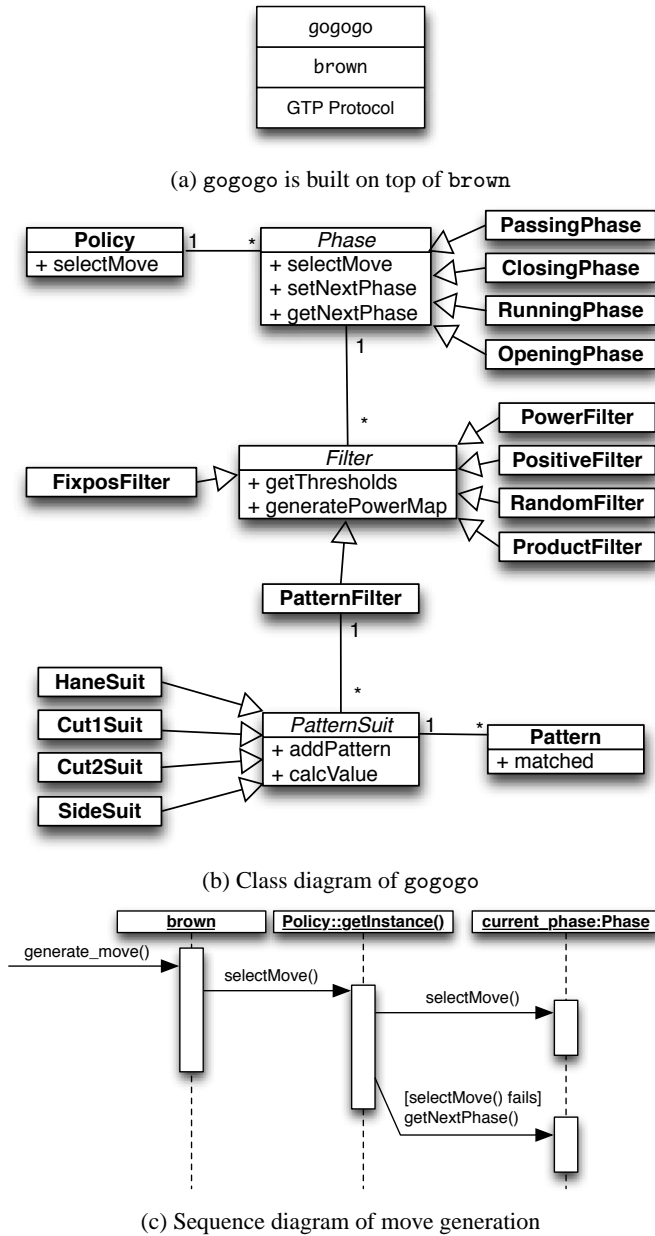 gogogo
brown
GTP Protocol
(a) gogogo is built on top of brown
Policy
+ selectMove
1
*
Phase
+ selectMove
+ setNextPhase
+ getNextPhase
PassingPhase
ClosingPhase
RunningPhase
OpeningPhase
1
*
FixposFilter
Filter
+ getThresholds
+ generatePowerMap
PowerFilter
PositiveFilter
RandomFilter
ProductFilter
PatternFilter
1
*
HaneSuit
Cut1Suit
Cut2Suit
SideSuit
PatternSuit
+ addPattern
+ calcValue
1
*
Pattern
+ matched
(b) Class diagram of gogogo
brown
Policy::getInstance()
current_phase:Phase
generate_move()
selectMove()
selectMove()
[selectMove() fails]
getNextPhase()
(c) Sequence diagram of move generation